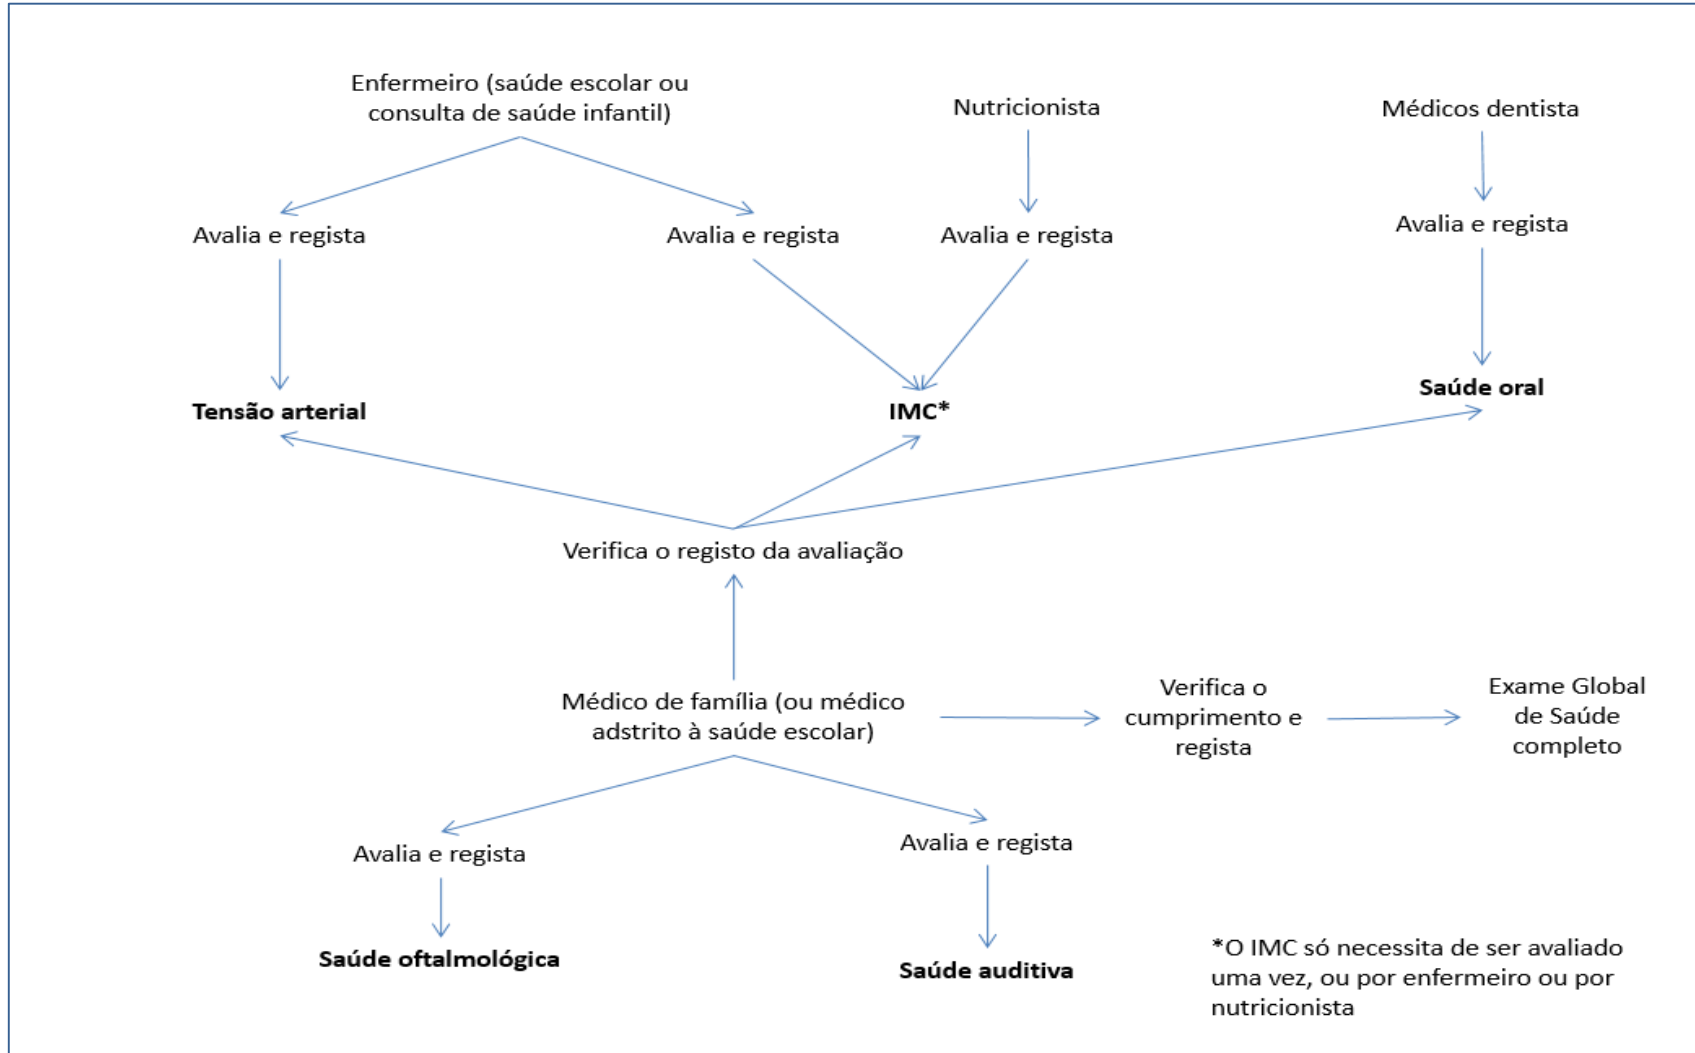 Enfermeiro (saúde escolar ou
consulta de saúde infantil)
Nutricionista
Médicos dentista
Avalia e regista
Avalia e regista
Avalia e regista
Avalia e regista
Tensão arterial
IMC*
Saúde oral
Verifica o registo da avaliação
Médico de família (ou médico
adstrito à saúde escolar)
Verifica o
cumprimento e
regista
Exame Global
de Saúde
completo
Avalia e regista
Avalia e regista
Saúde oftalmológica
Saúde auditiva
*O IMC só necessita de ser avaliado
uma vez, ou por enfermeiro ou por
nutricionista